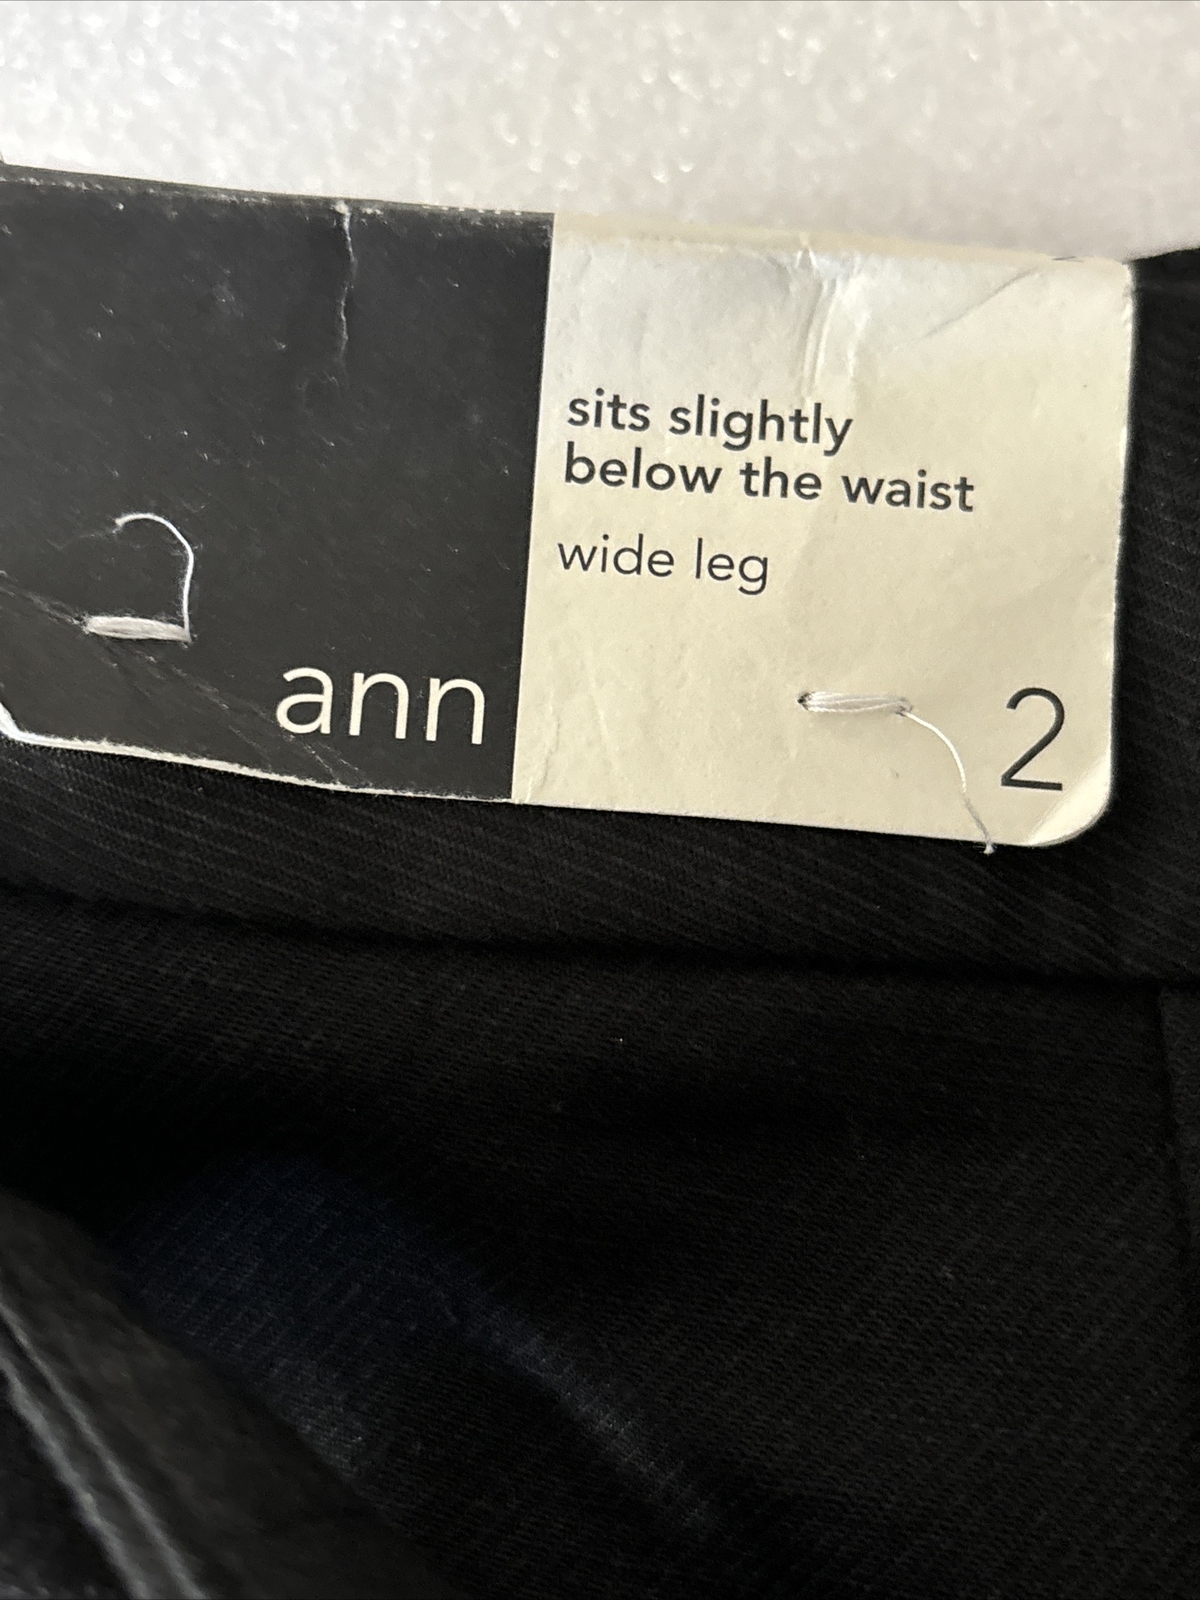 sits slightly
below the waist
wide leg
ann
2